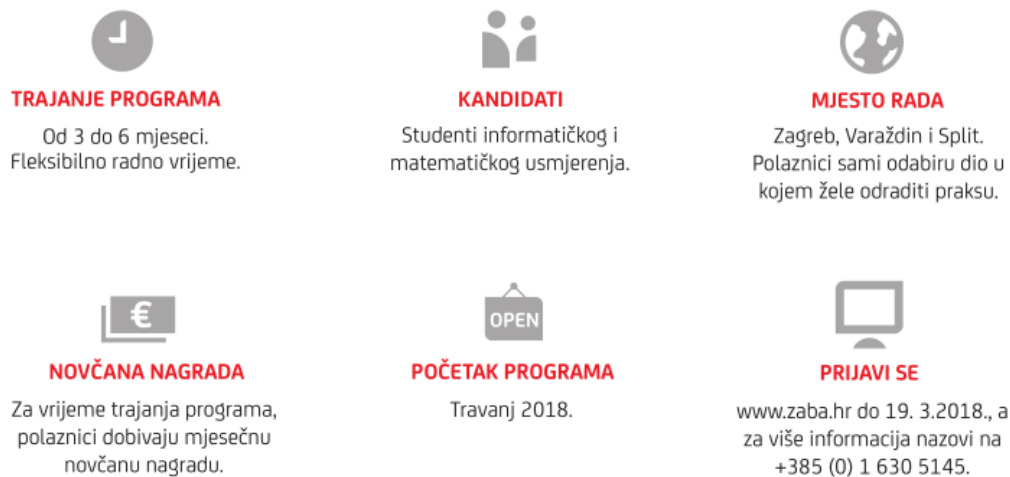 TRAJANJE PROGRAMA
Od 3 do 6 mjeseci.
Fleksibilno radno vrijeme.
KANDIDATI
Studenti informatičkog i
matematičkog usmjerenja.
MJESTO RADA
Zagreb, Varaždin i Split.
Polaznici sami odabiru dio u
kojem žele odraditi praksu.
€
NOVČANA NAGRADA
Za vrijeme trajanja programa,
polaznici dobivaju mjesečnu
novčanu nagradu.
OPEN
POČETAK PROGRAMA
Travanj 2018.
PRIJAVI SE
www.zaba.hr do 19. 3.2018., a
za više informacija nazovi na
+385 (0) 1 630 5145.